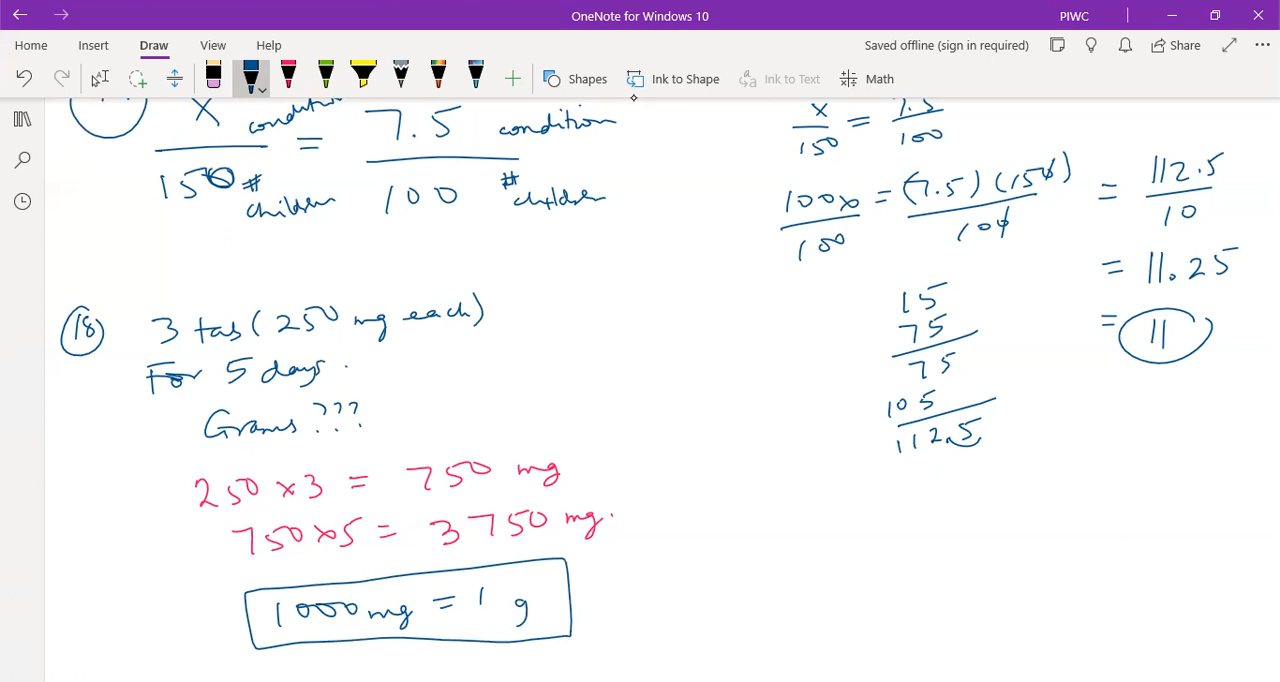 OneNote for Windows 10
PIWC
Home Insert Draw View Help
Saved offline (sign in required)
Share
Shapes
Ink to Shape
Ink to Text
Math
x condition = 7.5 condition
150 # children 100 # children
x/150 = 7.5/100
100x/100 = (7.5)(150)/100 = 112.5/10
= 11.25
= 11
15
75
75
105
112.5
18 3 tab (250 mg each)
For 5 days.
Grams ???
250 x 3 = 750 mg
750 x 5 = 3750 mg.
1000 mg = 1 g